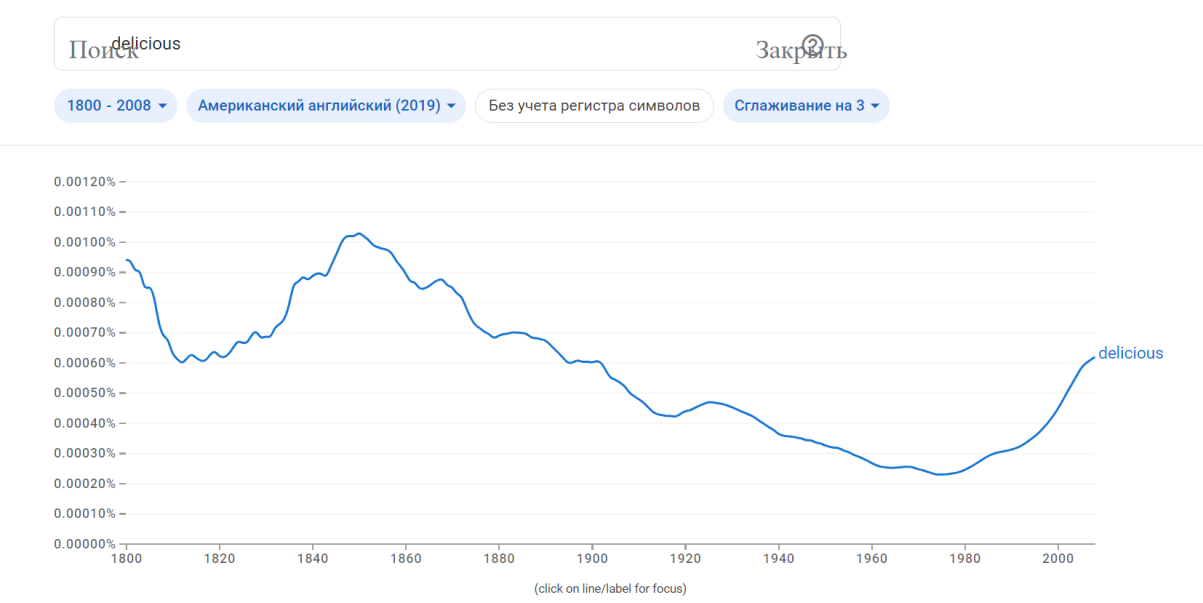 delicious
Поиск Закрыть
1800 - 2008 Американский английский (2019) Без учета регистра символов Сглаживание на 3
0.00120%
0.00110%
0.00100%
0.00090%
0.00080%
0.00070%
0.00060%
delicious
0.00050%
0.00040%
0.00030%
0.00020%
0.00010%
0.00000%
1800 1820 1840 1860 1880 1900 1920 1940 1960 1980 2000
(click on line/label for focus)